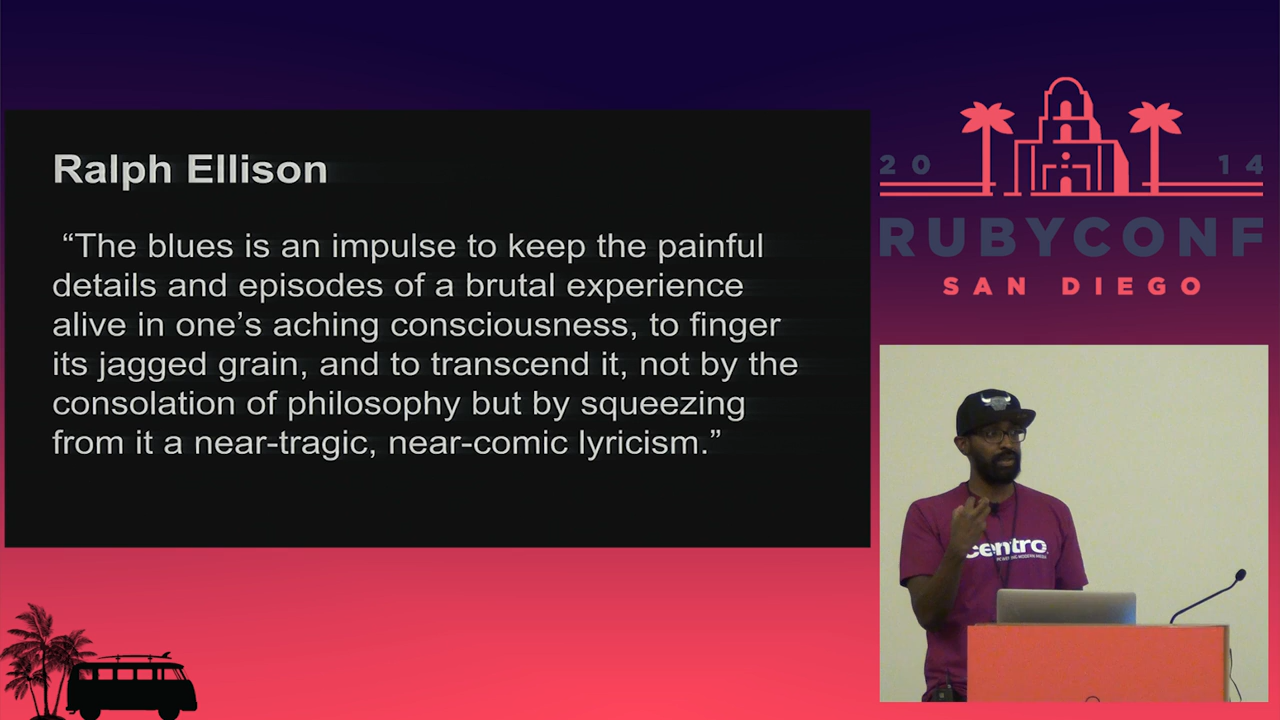 Ralph Ellison
“The blues is an impulse to keep the painful
details and episodes of a brutal experience
alive in one’s aching consciousness, to finger
its jagged grain, and to transcend it, not by the
consolation of philosophy but by squeezing
from it a near-tragic, near-comic lyricism.”
20 14
RUBYCONF
SAN DIEGO
centro